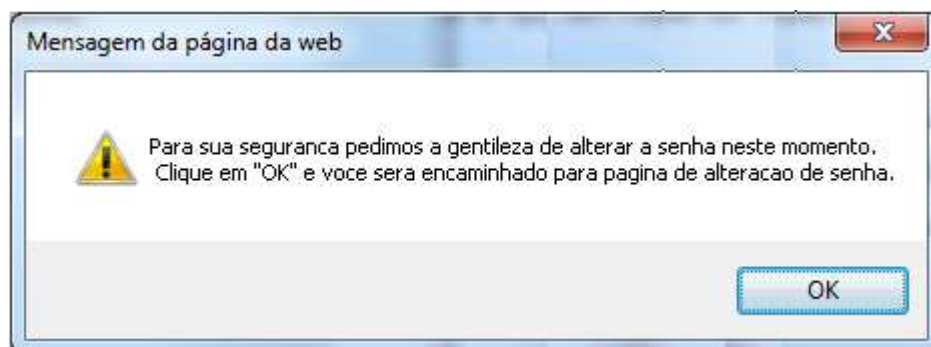 Mensagem da página da web
Para sua seguranca pedimos a gentileza de alterar a senha neste momento.
Clique em "OK" e voce sera encaminhado para pagina de alteracao de senha.
OK